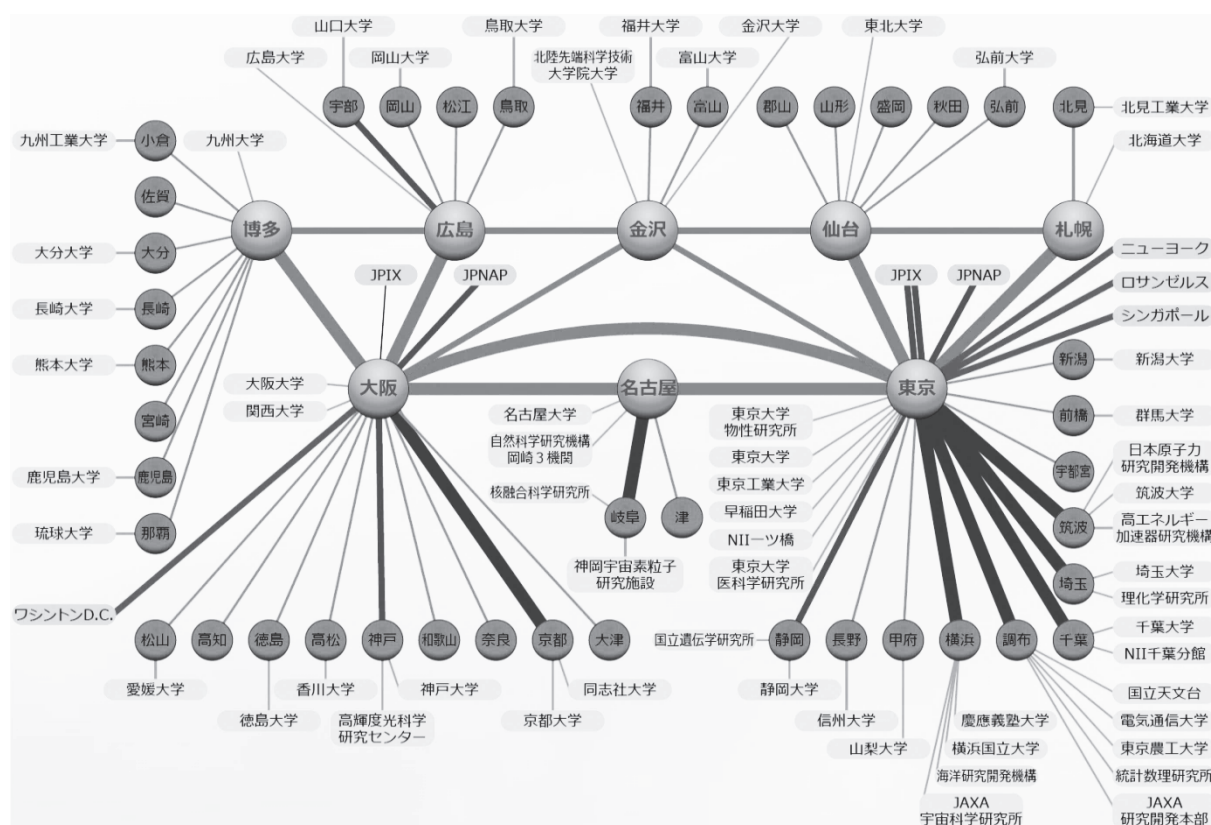 山口大学
鳥取大学
福井大学
金沢大学
東北大学
広島大学
岡山大学
北陸先端科学技術
大学院大学
富山大学
弘前大学
宇部
岡山
松江
鳥取
福井
富山
郡山
山形
盛岡
秋田
弘前
北見
北見工業大学
九州工業大学
小倉
九州大学
北海道大学
佐賀
博多
広島
金沢
仙台
札幌
大分大学
大分
JPIX
JPNAP
JPIX
JPNAP
ニューヨーク
ロサンゼルス
シンガポール
長崎大学
長崎
熊本大学
熊本
大阪大学
関西大学
大阪
名古屋
東京
新潟
新潟大学
宮崎
名古屋大学
自然科学研究機構
岡崎3機関
核融合科学研究所
東京大学
物性研究所
東京大学
東京工業大学
早稲田大学
NII一ツ橋
東京大学
医科学研究所
前橋
群馬大学
宇都宮
日本原子力
研究開発機構
筑波大学
筑波
高エネルギー
加速器研究機構
鹿児島大学
鹿児島
琉球大学
那覇
岐阜
津
神岡宇宙素粒子
研究施設
埼玉
埼玉大学
理化学研究所
ワシントンD.C.
松山
高知
徳島
高松
神戸
和歌山
奈良
京都
大津
国立遺伝学研究所
静岡
長野
甲府
横浜
調布
千葉
千葉大学
NII千葉分館
愛媛大学
香川大学
神戸大学
同志社大学
静岡大学
国立天文台
徳島大学
高輝度光科学
研究センター
京都大学
信州大学
慶應義塾大学
電気通信大学
山梨大学
横浜国立大学
東京農工大学
海洋研究開発機構
統計数理研究所
JAXA
宇宙科学研究所
JAXA
研究開発本部